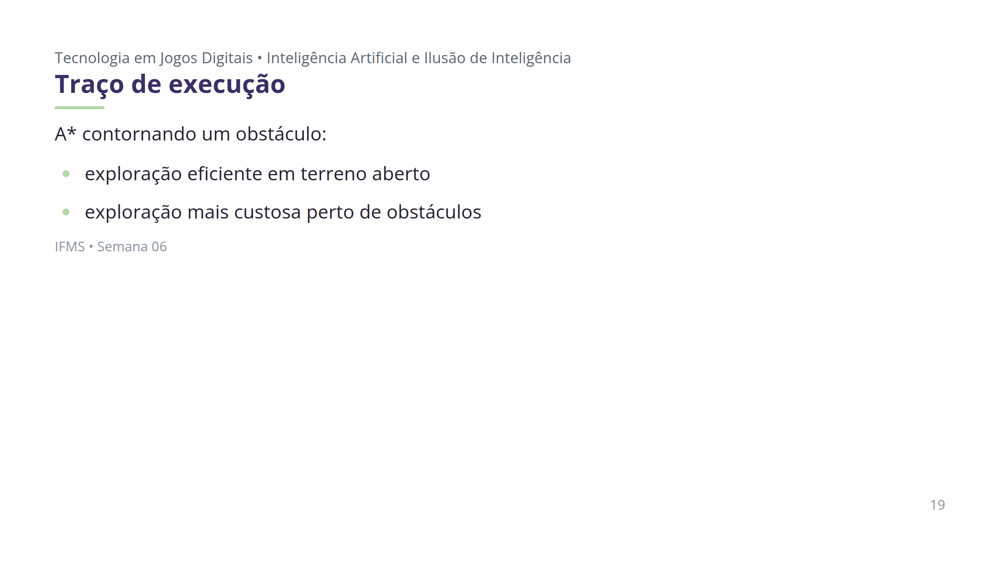 Tecnologia em Jogos Digitais • Inteligência Artificial e Ilusão de Inteligência
Traço de execução
A* contornando um obstáculo:
• exploração eficiente em terreno aberto
• exploração mais custosa perto de obstáculos
IFMS • Semana 06
19